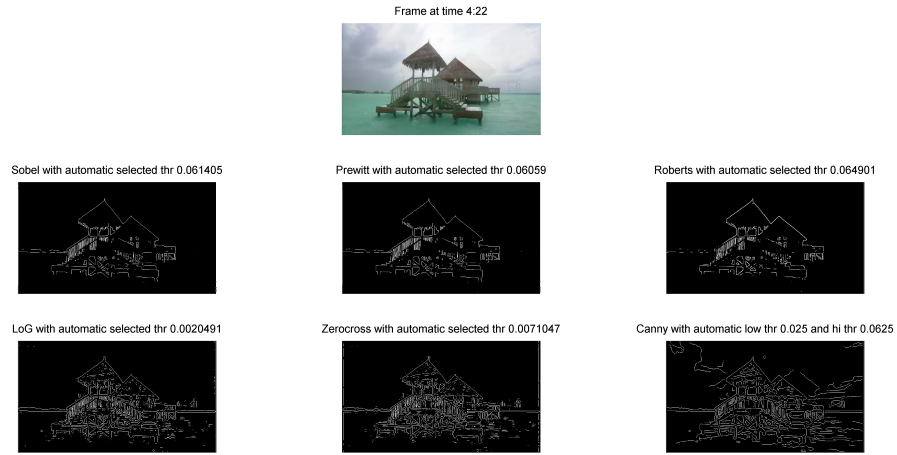 Frame at time 4:22
Sobel with automatic selected thr 0.061405
Prewitt with automatic selected thr 0.06059
Roberts with automatic selected thr 0.064901
LoG with automatic selected thr 0.0020491
Zerocross with automatic selected thr 0.0071047
Canny with automatic low thr 0.025 and hi thr 0.0625